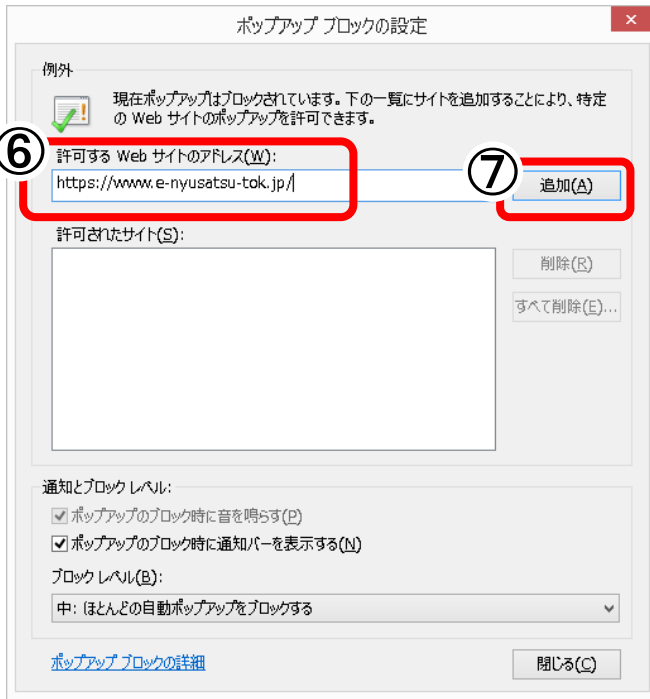 ポップアップ ブロックの設定
×
例外
現在ポップアップはブロックされています。下の一覧にサイトを追加することにより、特定
の Web サイトのポップアップを許可できます。
⑥
許可する Web サイトのアドレス(W):
https://www.e-nyusatsu-tok.jp/
⑦
追加(A)
許可されたサイト(S):
削除(R)
すべて削除(E)...
通知とブロック レベル:
ポップアップのブロック時に音を鳴らす(P)
ポップアップのブロック時に通知バーを表示する(N)
ブロック レベル(B):
中: ほとんどの自動ポップアップをブロックする
ポップアップ ブロックの詳細
閉じる(C)